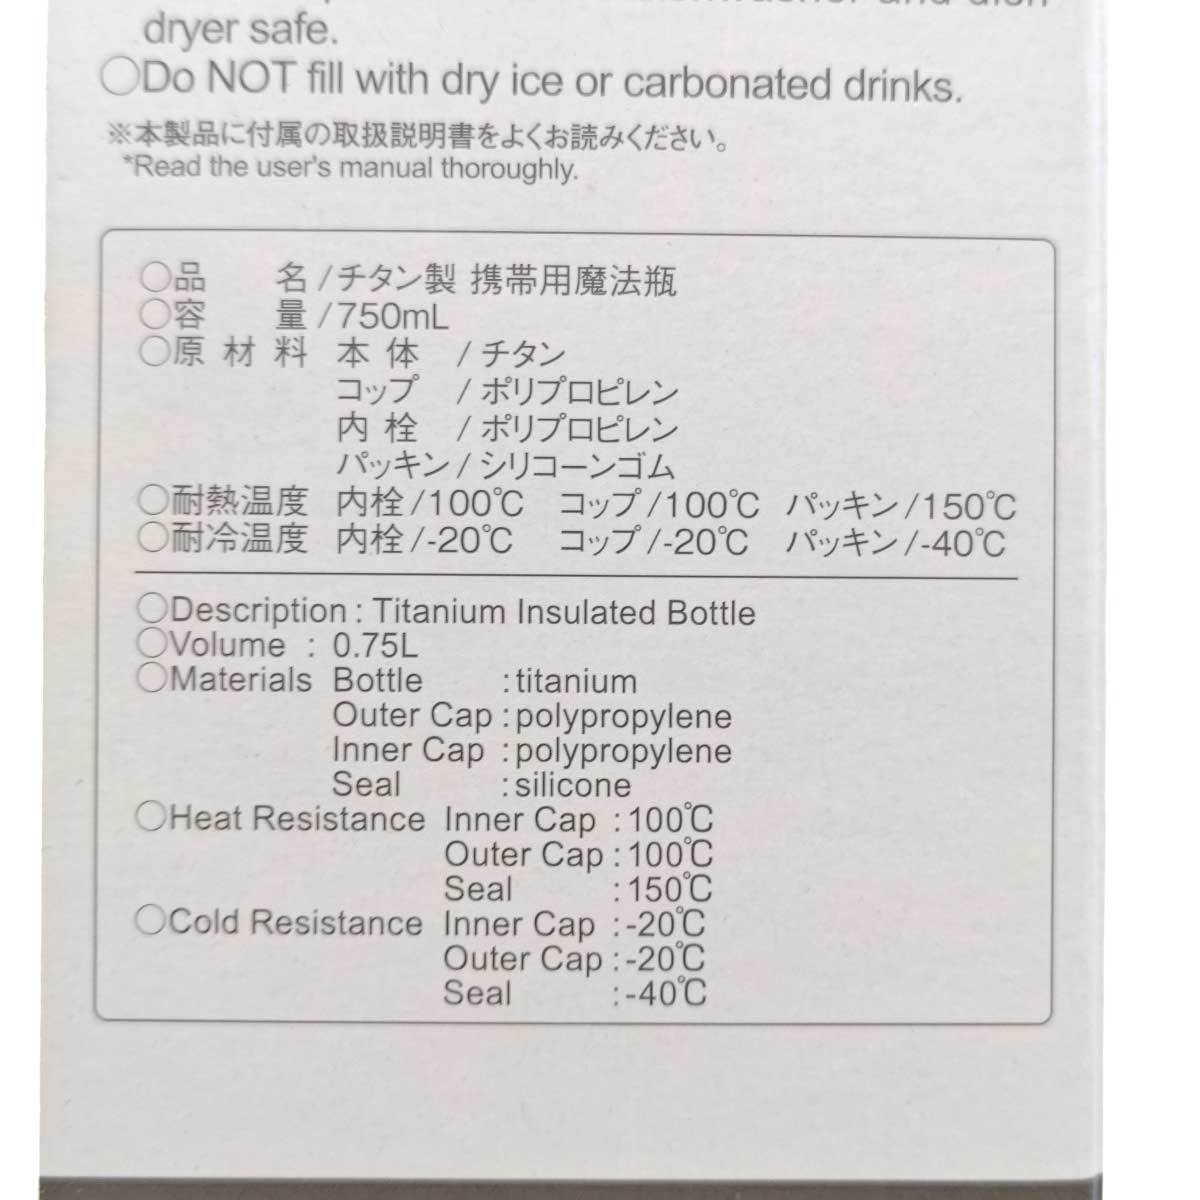 dryer safe.
○Do NOT fill with dry ice or carbonated drinks.
※本製品に付属の取扱説明書をよくお読みください。
*Read the user's manual thoroughly.
○品　名/チタン製 携帯用魔法瓶
○容　量/750mL
○原材料 本体 /チタン
コップ /ポリプロピレン
内栓 /ポリプロピレン
パッキン/シリコーンゴム
○耐熱温度 内栓/100℃ コップ/100℃ パッキン/150℃
○耐冷温度 内栓/-20℃ コップ/-20℃ パッキン/-40℃
○Description : Titanium Insulated Bottle
○Volume : 0.75L
○Materials Bottle :titanium
Outer Cap :polypropylene
Inner Cap :polypropylene
Seal :silicone
○Heat Resistance Inner Cap :100℃
Outer Cap :100℃
Seal :150℃
○Cold Resistance Inner Cap :-20℃
Outer Cap :-20℃
Seal :-40℃